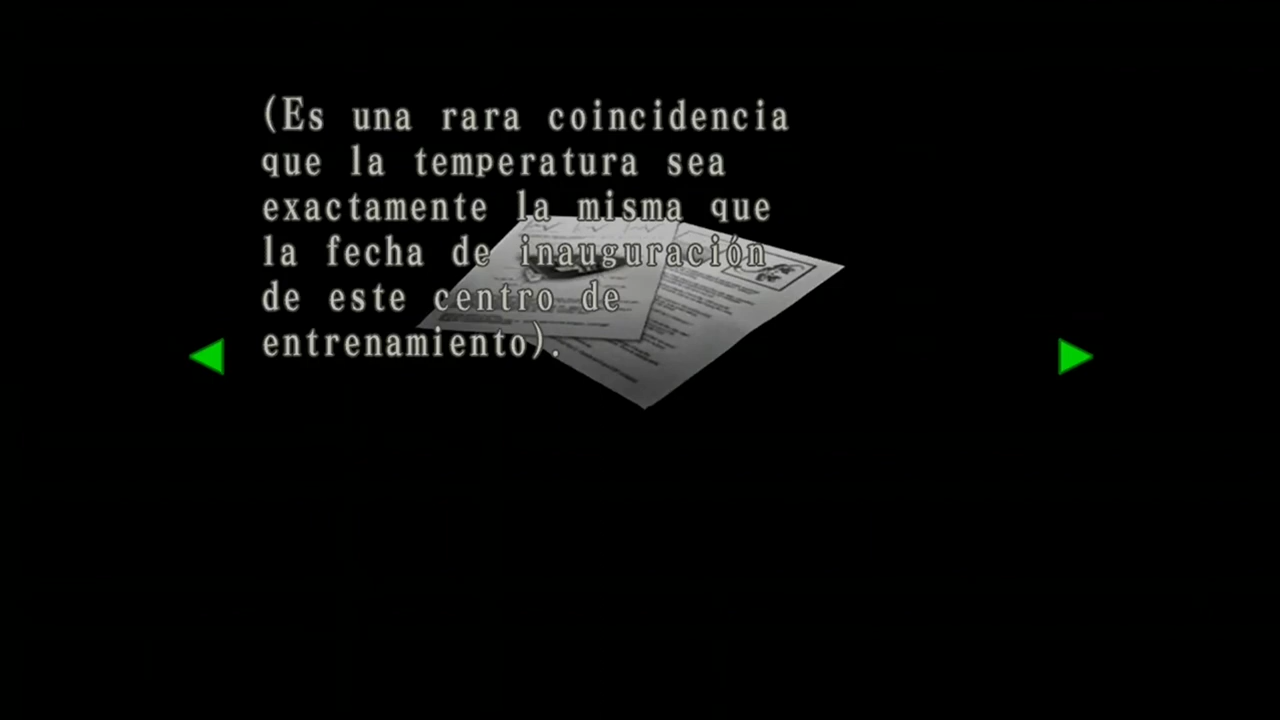 (Es una rara coincidencia
que la temperatura sea
exactamente la misma que
la fecha de inauguración
de este centro de
entrenamiento).